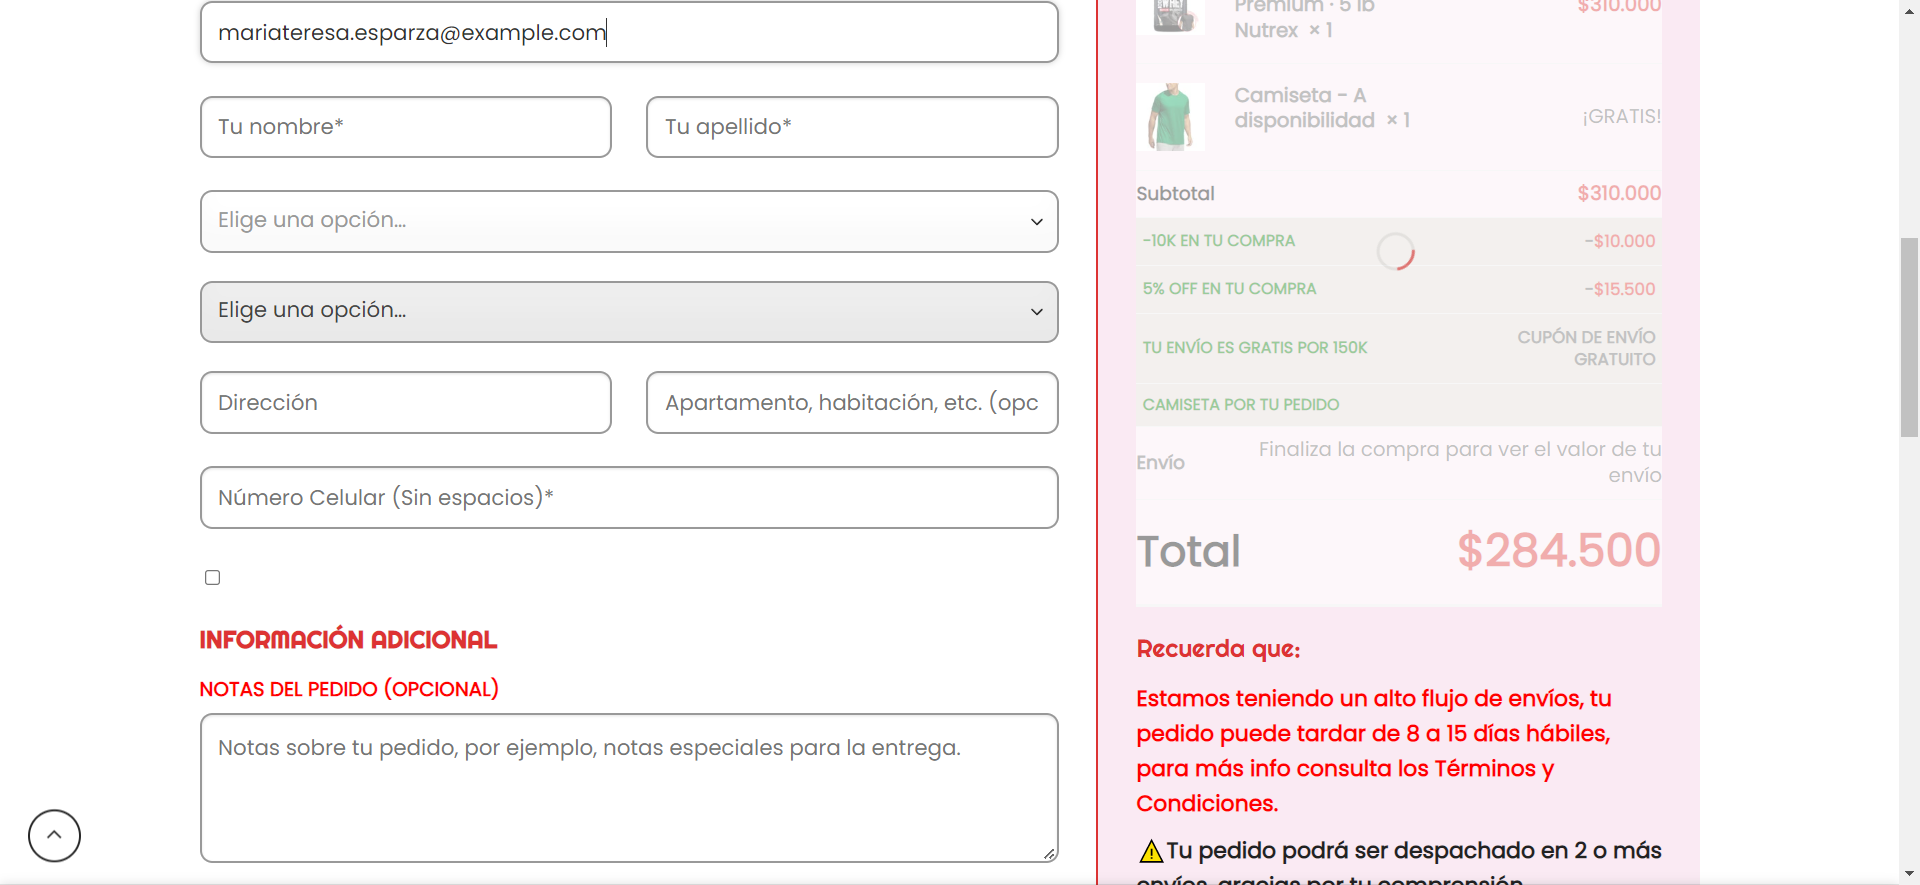 mariateresa.esparza@example.com
Tu nombre*
Tu apellido*
Elige una opción...
Elige una opción...
Dirección
Apartamento, habitación, etc. (opc
Número Celular (Sin espacios)*
INFORMACIÓN ADICIONAL
NOTAS DEL PEDIDO (OPCIONAL)
Notas sobre tu pedido, por ejemplo, notas especiales para la entrega.
Premium · 5 lb
Nutrex × 1
$310.000
Camiseta - A
disponibilidad × 1
¡GRATIS!
Subtotal
$310.000
-10K EN TU COMPRA
-$10.000
5% OFF EN TU COMPRA
-$15.500
TU ENVÍO ES GRATIS POR 150K
CUPÓN DE ENVÍO
GRATUITO
CAMISETA POR TU PEDIDO
Envío
Finaliza la compra para ver el valor de tu
envío
Total
$284.500
Recuerda que:
Estamos teniendo un alto flujo de envíos, tu
pedido puede tardar de 8 a 15 días hábiles,
para más info consulta los Términos y
Condiciones.
⚠️Tu pedido podrá ser despachado en 2 o más
envíos, gracias por tu comprensión